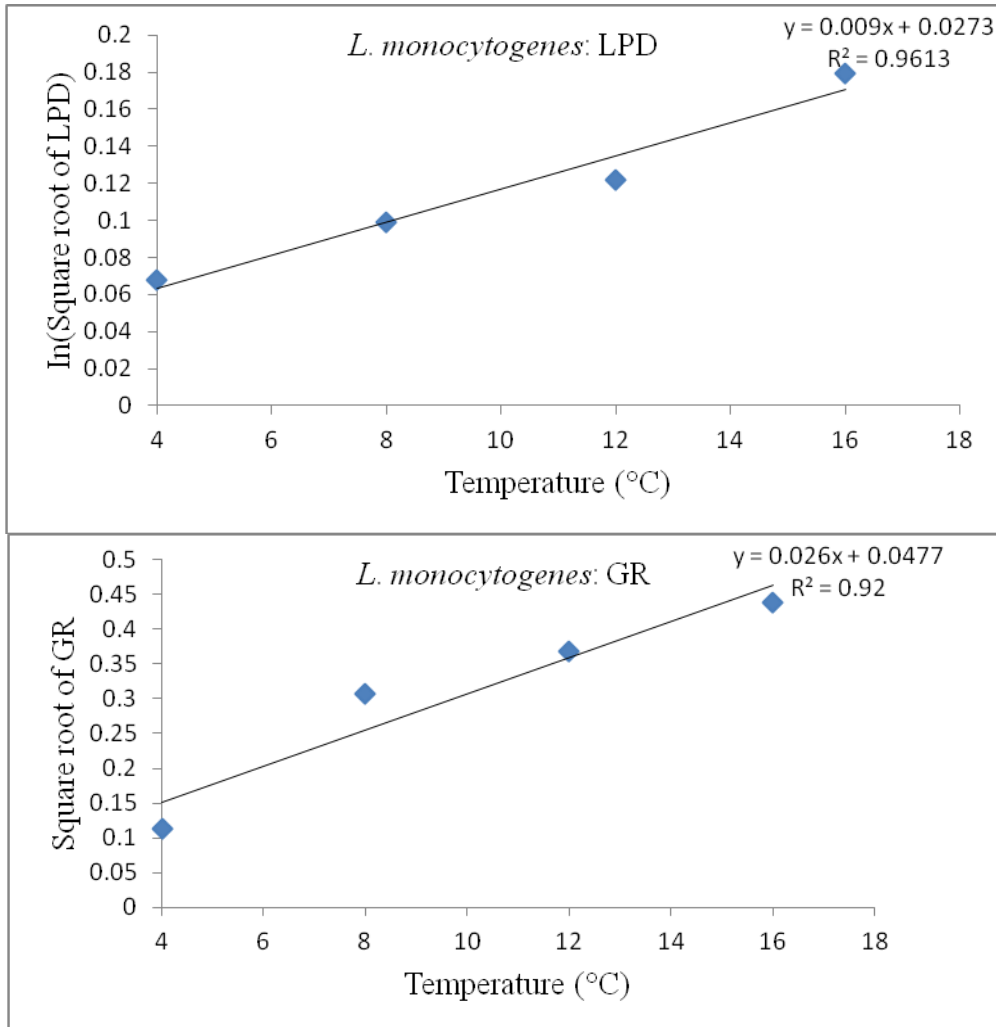 y = 0.009x + 0.0273
R² = 0.9613
L. monocytogenes: LPD
0.2
0.18
0.16
0.14
0.12
0.1
0.08
0.06
0.04
0.02
0
ln(Square root of LPD)
4 6 8 10 12 14 16 18
Temperature (°C)
y = 0.026x + 0.0477
R² = 0.92
L. monocytogenes: GR
0.5
0.45
0.4
0.35
0.3
0.25
0.2
0.15
0.1
0.05
0
Square root of GR
4 6 8 10 12 14 16 18
Temperature (°C)